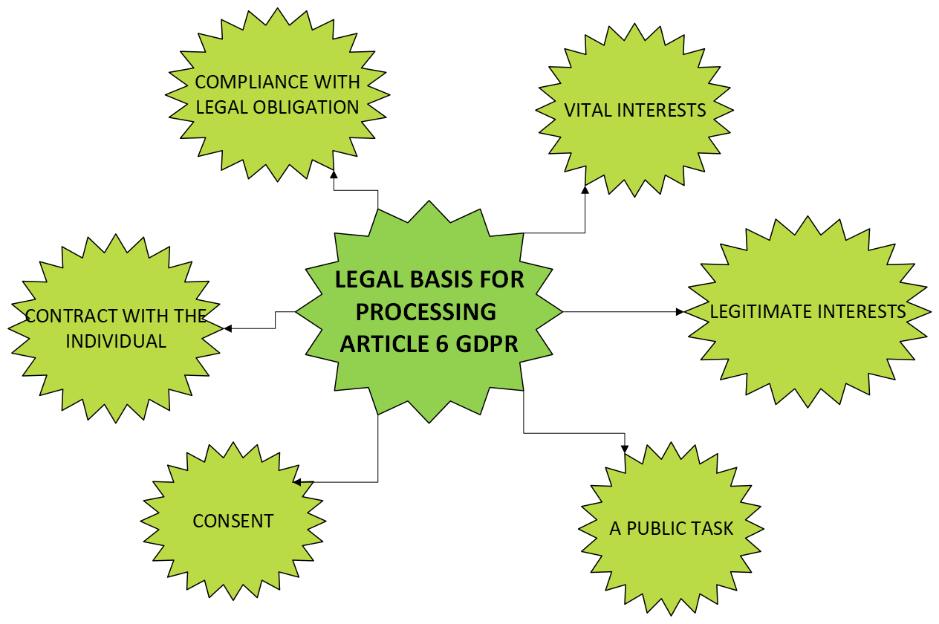 COMPLIANCE WITH
LEGAL OBLIGATION
VITAL INTERESTS
LEGAL BASIS FOR
PROCESSING
ARTICLE 6 GDPR
CONTRACT WITH THE
INDIVIDUAL
LEGITIMATE INTERESTS
CONSENT
A PUBLIC TASK